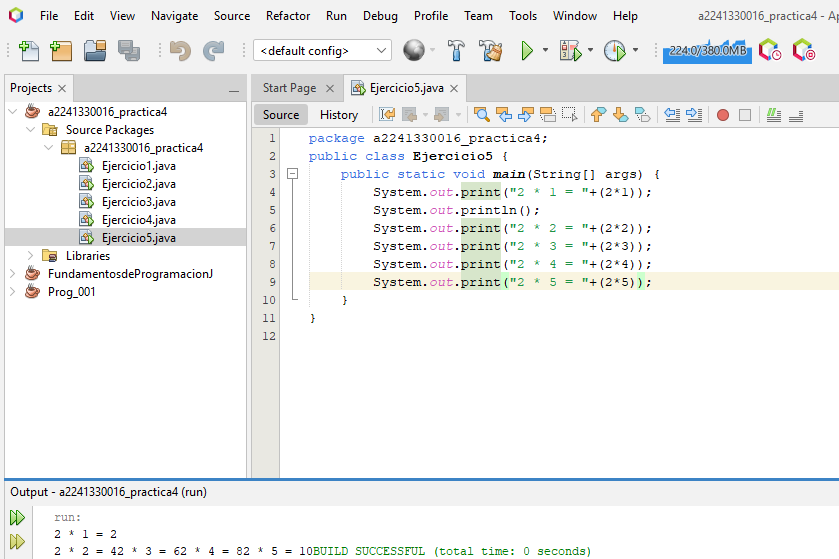 File Edit View Navigate Source Refactor Run Debug Profile Team Tools Window Help a2241330016_practica4 - Ap
<default config> 224.0/380.0MB
Projects
Start Page Ejercicio5.java
Source History
a2241330016_practica4
Source Packages
a2241330016_practica4
Ejercicio1.java
Ejercicio2.java
Ejercicio3.java
Ejercicio4.java
Ejercicio5.java
Libraries
FundamentosdeProgramacionJ
Prog_001
1 package a2241330016_practica4;
2 public class Ejercicio5 {
3 public static void main(String[] args) {
4 System.out.print("2 * 1 = "+(2*1));
5 System.out.println();
6 System.out.print("2 * 2 = "+(2*2));
7 System.out.print("2 * 3 = "+(2*3));
8 System.out.print("2 * 4 = "+(2*4));
9 System.out.print("2 * 5 = "+(2*5));
10 }
11 }
12
Output - a2241330016_practica4 (run)
run:
2 * 1 = 2
2 * 2 = 42 * 3 = 62 * 4 = 82 * 5 = 10BUILD SUCCESSFUL (total time: 0 seconds)